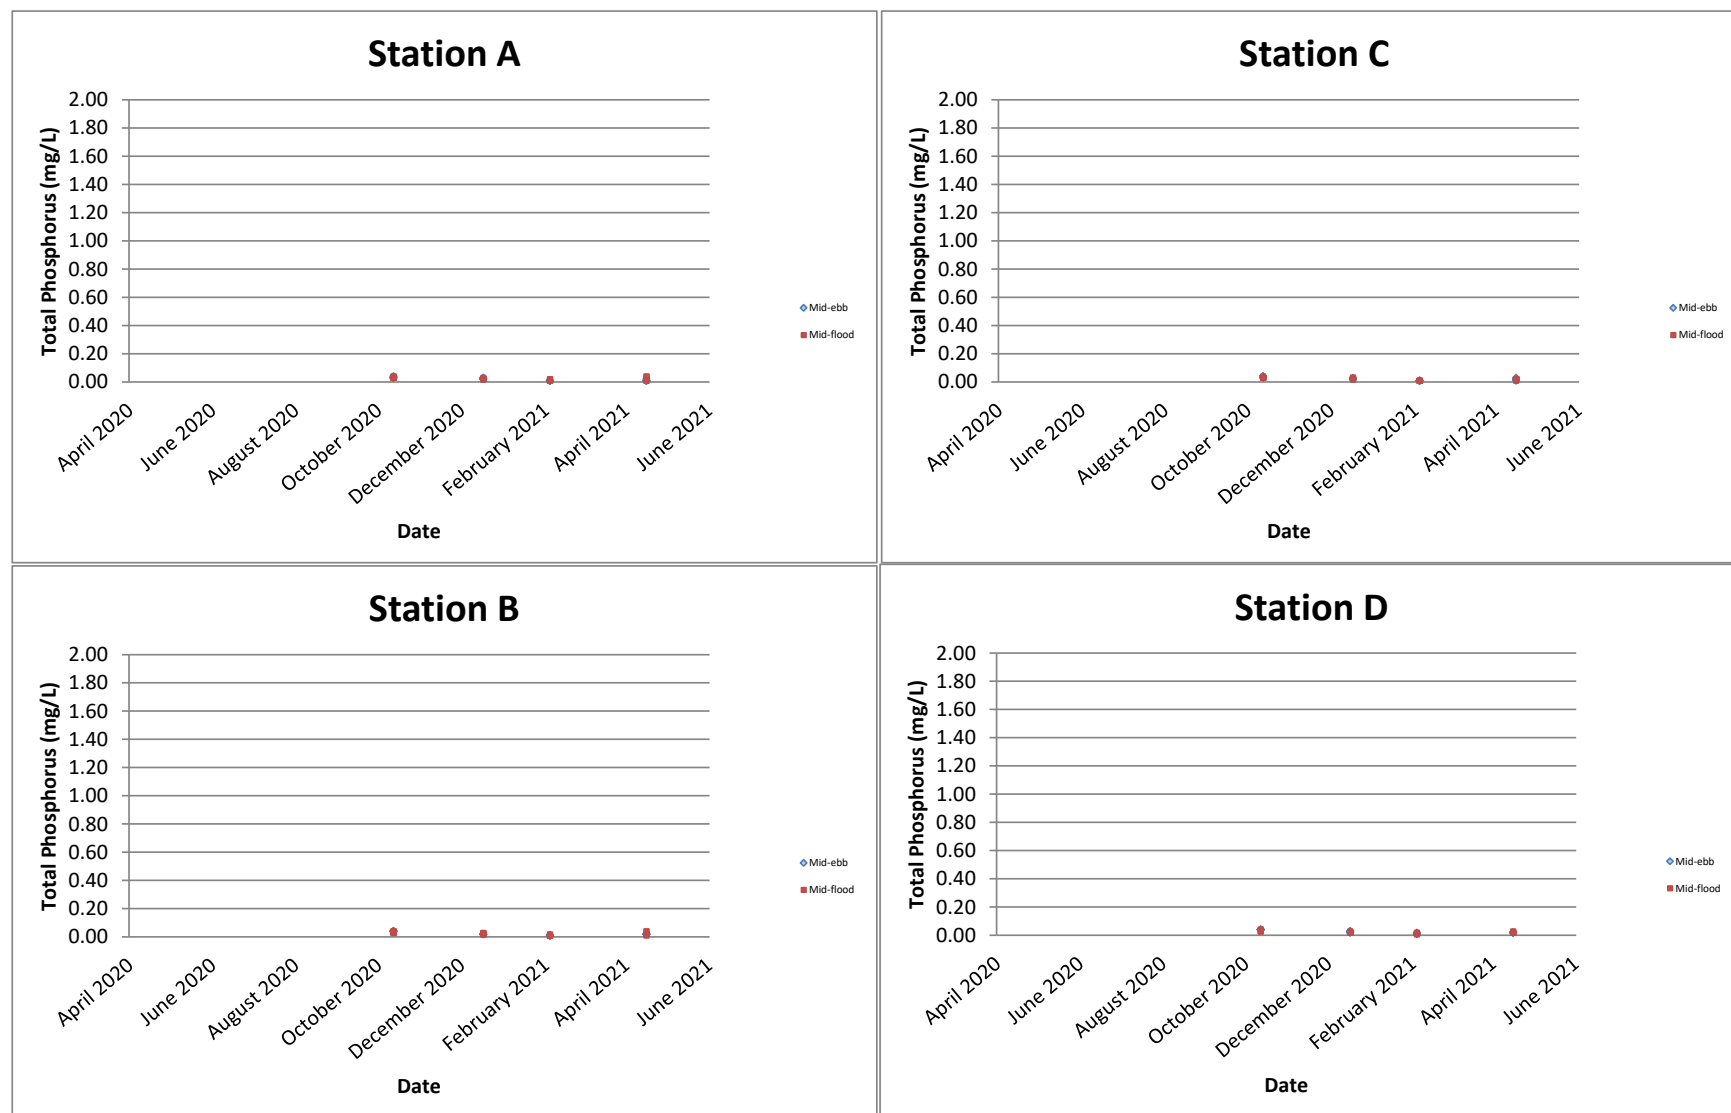 Station A
Total Phosphorus (mg/L)
2.00
1.80
1.60
1.40
1.20
1.00
0.80
0.60
0.40
0.20
0.00
April 2020
June 2020
August 2020
October 2020
December 2020
February 2021
April 2021
June 2021
Date
Mid-ebb
Mid-flood
Station C
Total Phosphorus (mg/L)
2.00
1.80
1.60
1.40
1.20
1.00
0.80
0.60
0.40
0.20
0.00
April 2020
June 2020
August 2020
October 2020
December 2020
February 2021
April 2021
June 2021
Date
Mid-ebb
Mid-flood
Station B
Total Phosphorus (mg/L)
2.00
1.80
1.60
1.40
1.20
1.00
0.80
0.60
0.40
0.20
0.00
April 2020
June 2020
August 2020
October 2020
December 2020
February 2021
April 2021
June 2021
Date
Mid-ebb
Mid-flood
Station D
Total Phosphorus (mg/L)
2.00
1.80
1.60
1.40
1.20
1.00
0.80
0.60
0.40
0.20
0.00
April 2020
June 2020
August 2020
October 2020
December 2020
February 2021
April 2021
June 2021
Date
Mid-ebb
Mid-flood